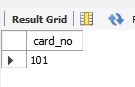 Result Grid
card_no
101